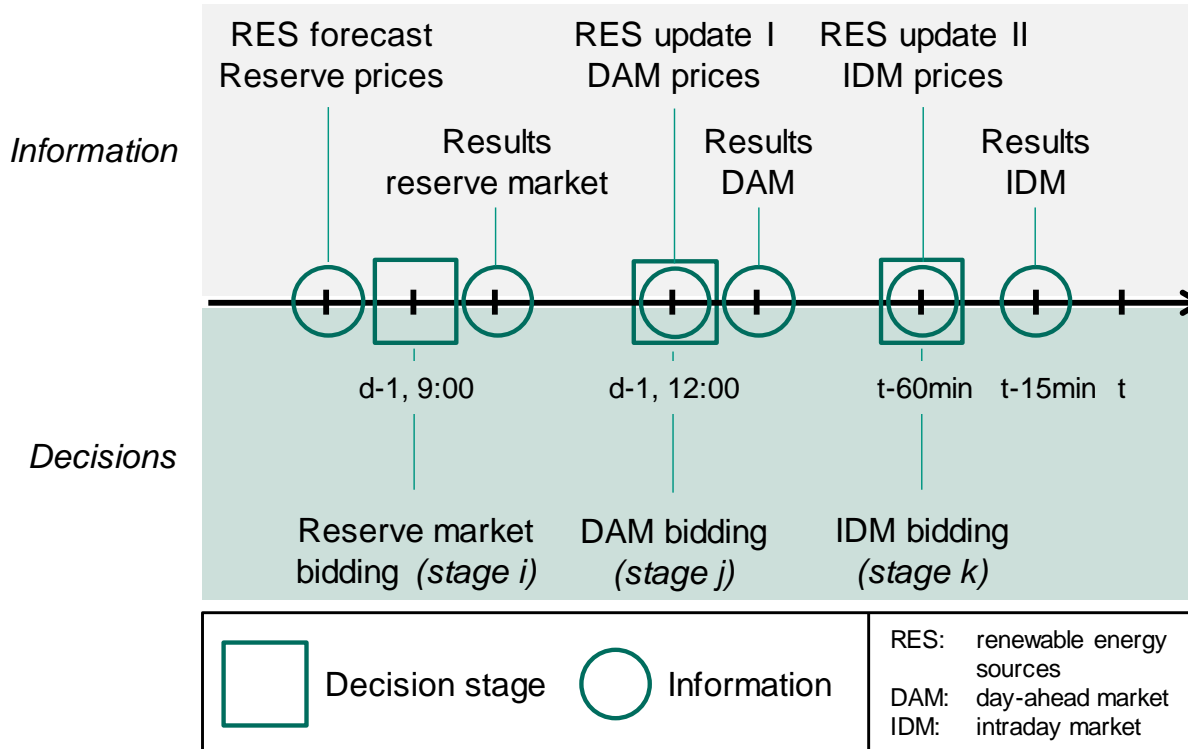 RES forecast
Reserve prices
RES update I
DAM prices
RES update II
IDM prices
Information
Results
reserve market
Results
DAM
Results
IDM
d-1, 9:00
d-1, 12:00
t-60min
t-15min
t
Decisions
Reserve market
bidding (stage i)
DAM bidding
(stage j)
IDM bidding
(stage k)
Decision stage
Information
RES: renewable energy
sources
DAM: day-ahead market
IDM: intraday market